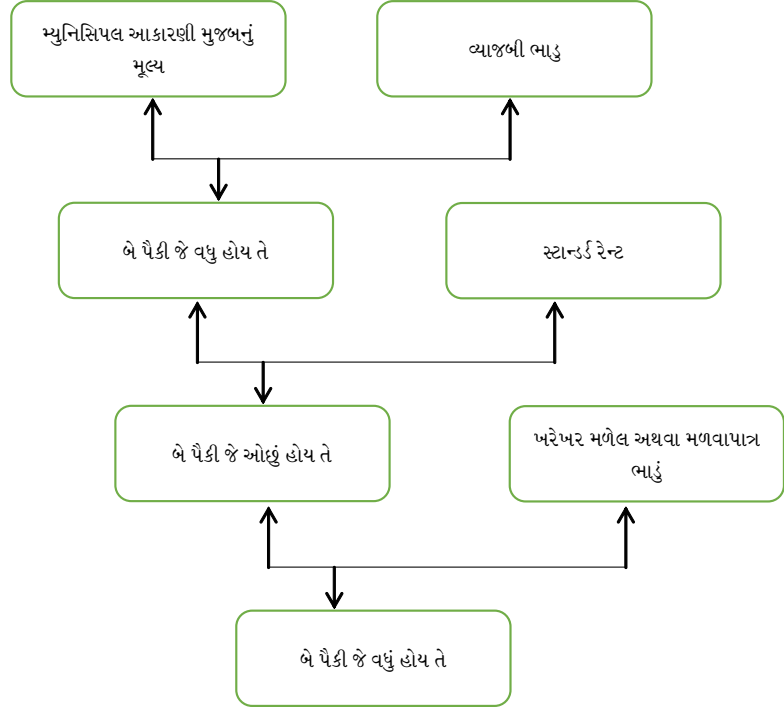 મ્યુનિસિપલ આકારણી મુજબનું
મૂલ્ય
વ્યાજબી ભાડુ
બે પૈકી જે વધુ હોય તે
સ્ટાન્ડર્ડ રેન્ટ
બે પૈકી જે ઓછું હોય તે
ખરેખર મળેલ અથવા મળવાપાત્ર
ભાડું
બે પૈકી જે વધું હોય તે